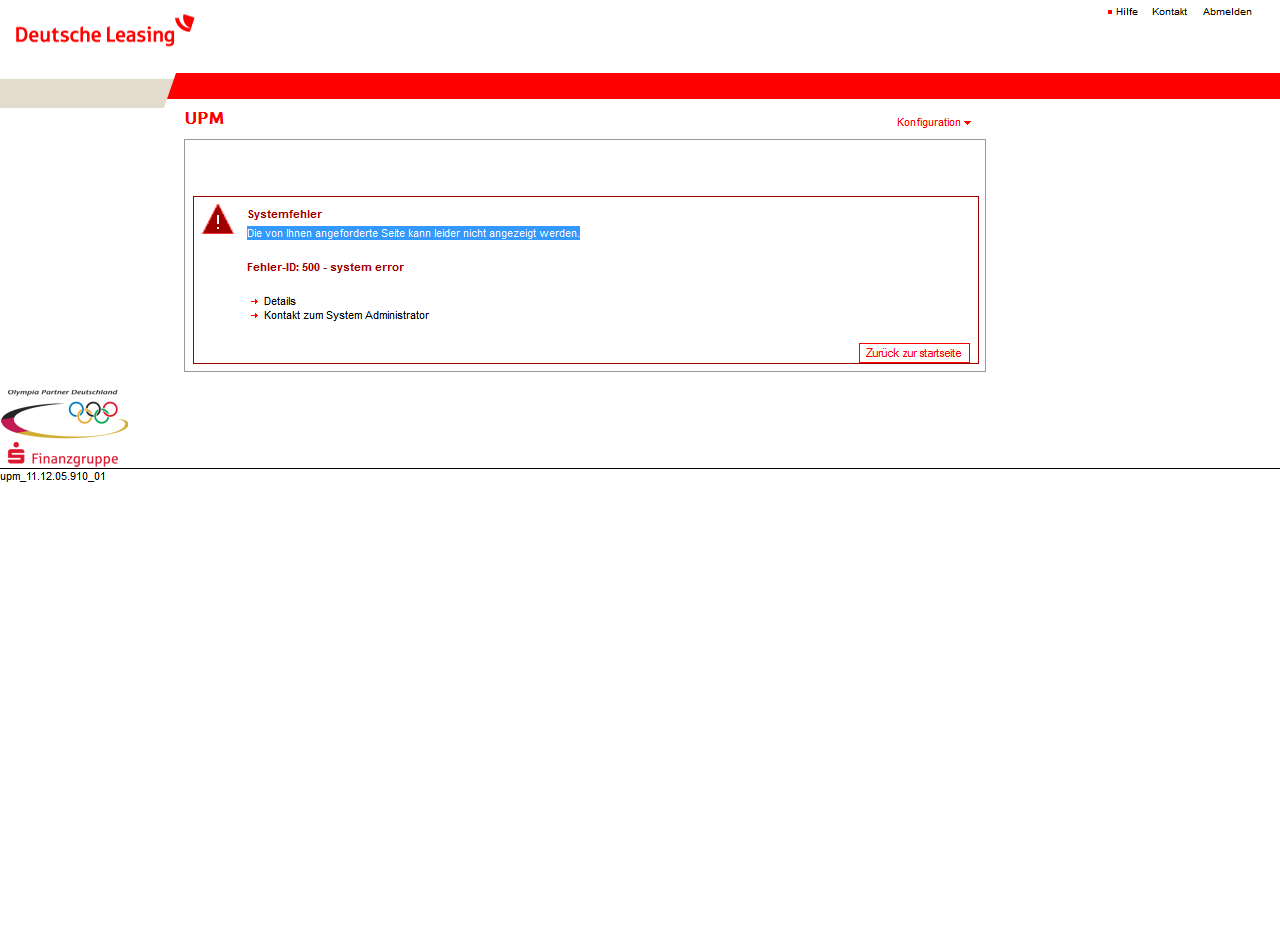 Deutsche Leasing
Hilfe Kontakt Abmelden
UPM
Konfiguration
Systemfehler
Die von Ihnen angeforderte Seite kann leider nicht angezeigt werden.
Fehler-ID: 500 - system error
Details
Kontakt zum System Administrator
Zurück zur startseite
Olympia Partner Deutschland
Finanzgruppe
upm_11.12.05.910_01